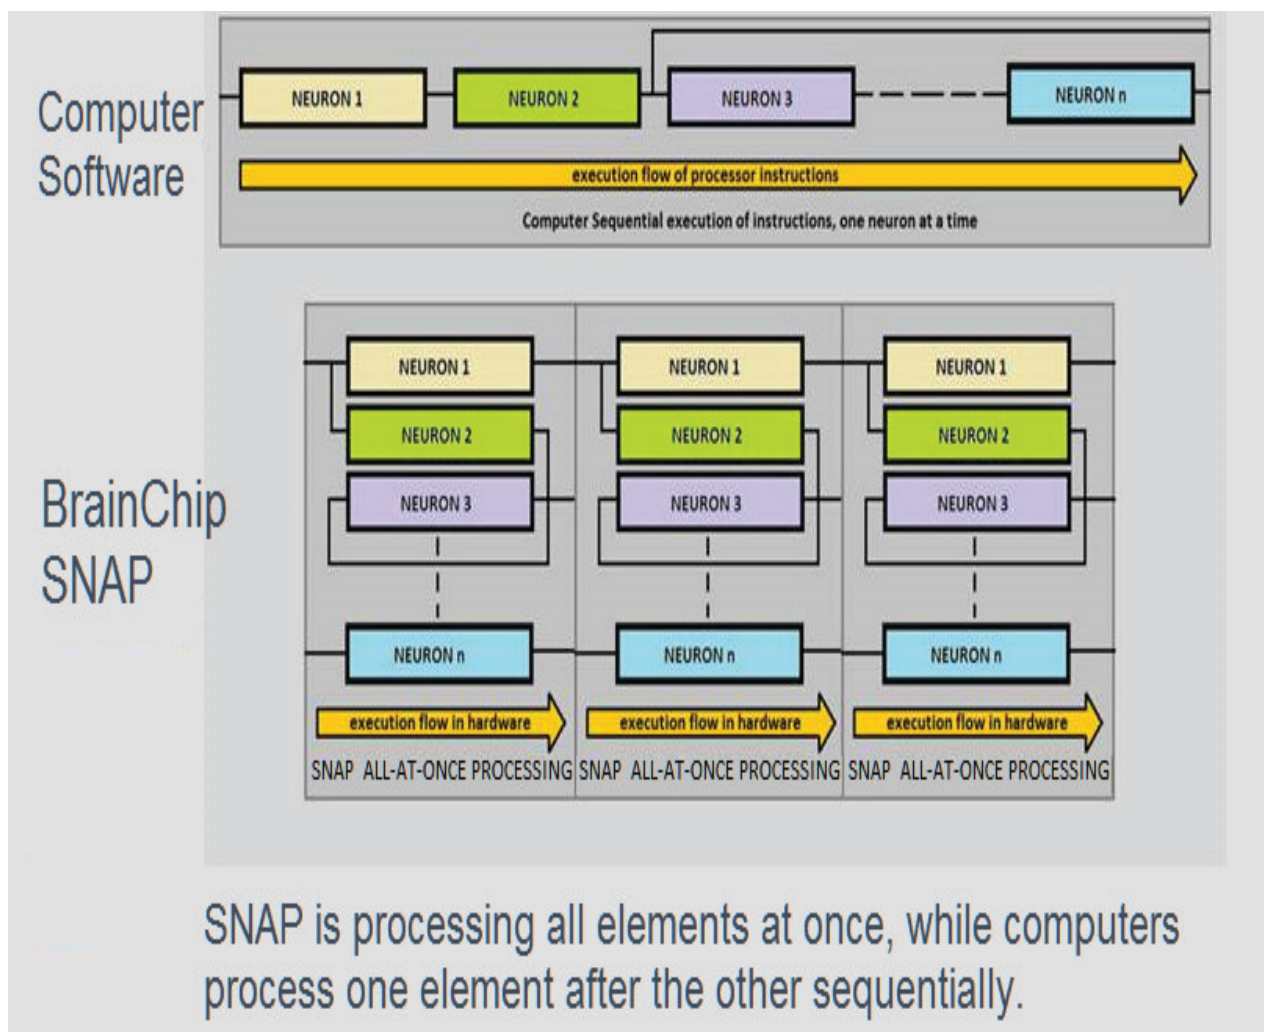 Computer
Software
NEURON 1
NEURON 2
NEURON 3
NEURON n
execution flow of processor instructions
Computer Sequential execution of instructions, one neuron at a time
BrainChip
SNAP
NEURON 1
NEURON 2
NEURON 3
NEURON n
execution flow in hardware
SNAP ALL-AT-ONCE PROCESSING
NEURON 1
NEURON 2
NEURON 3
NEURON n
execution flow in hardware
SNAP ALL-AT-ONCE PROCESSING
NEURON 1
NEURON 2
NEURON 3
NEURON n
execution flow in hardware
SNAP ALL-AT-ONCE PROCESSING
SNAP is processing all elements at once, while computers
process one element after the other sequentially.